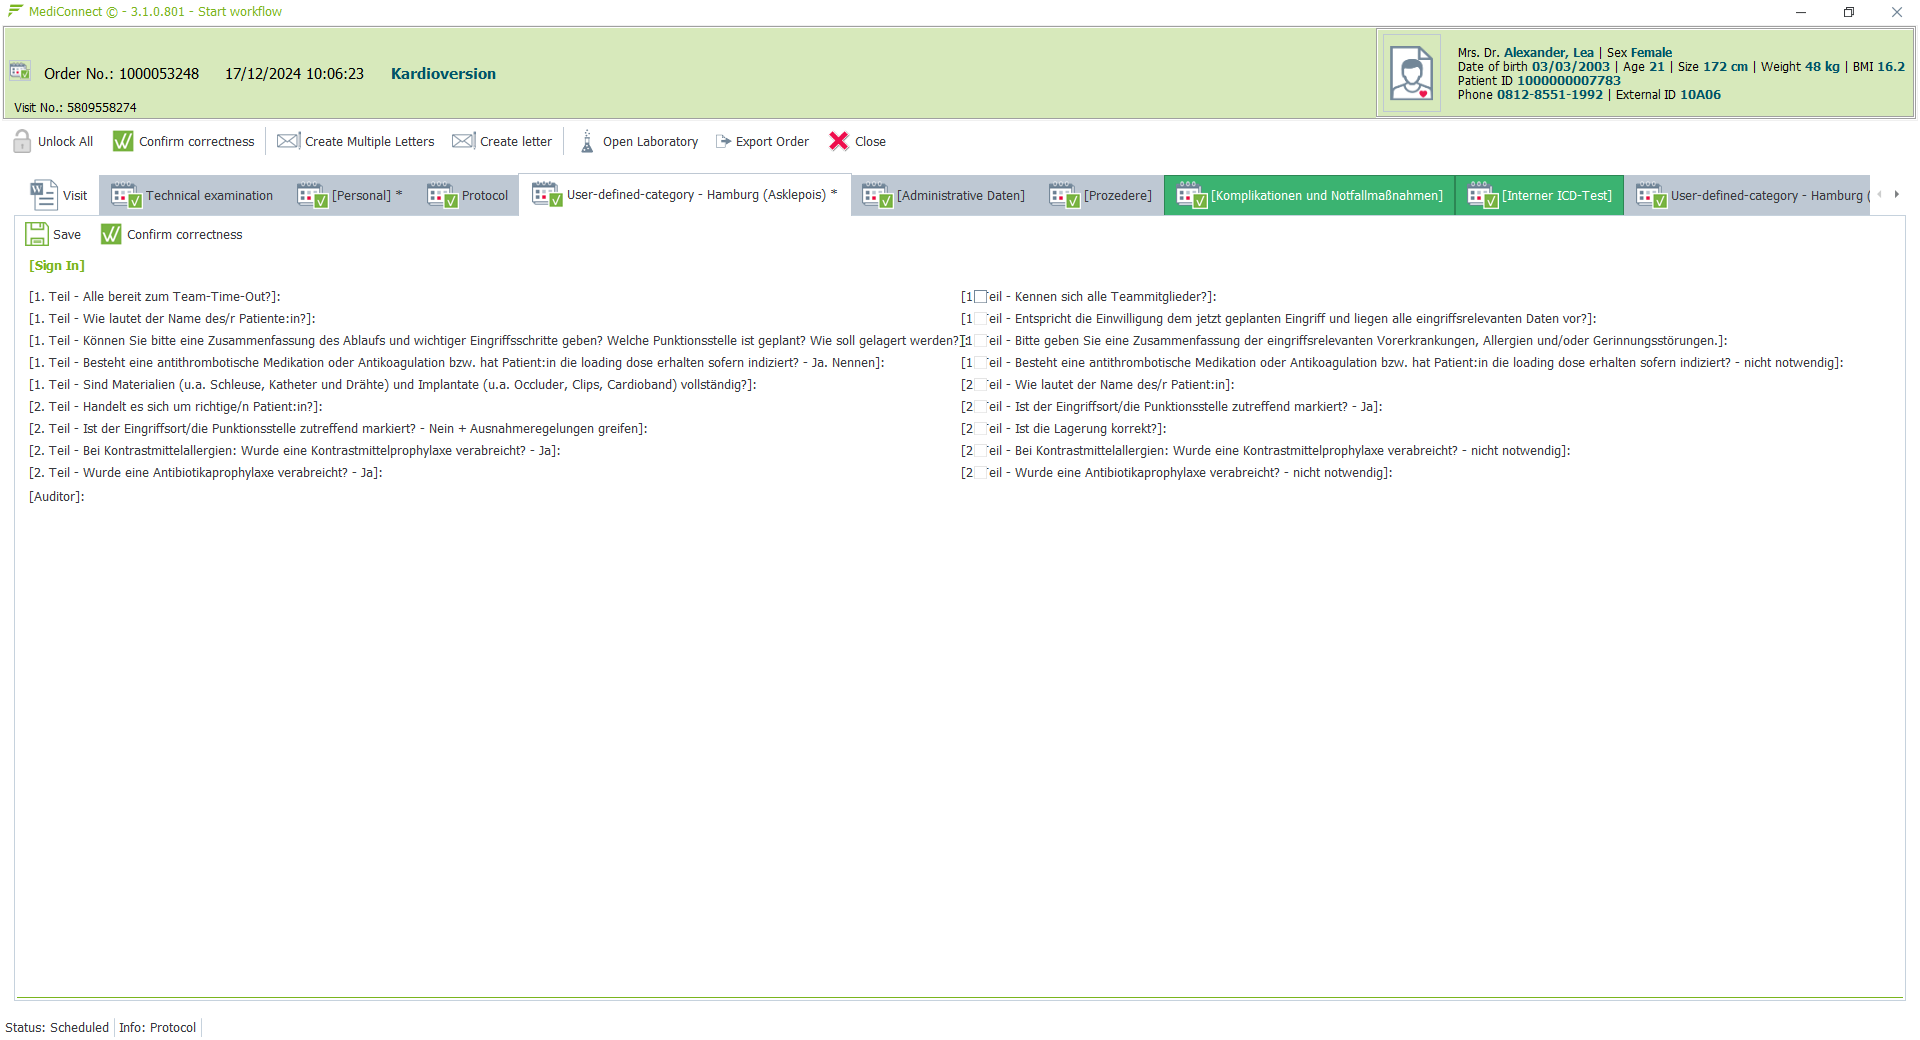 MediConnect © - 3.1.0.801 - Start workflow
Order No.: 1000053248 17/12/2024 10:06:23 Kardioversion
Visit No.: 5809558274
Mrs. Dr. Alexander, Lea | Sex Female
Date of birth 03/03/2003 | Age 21 | Size 172 cm | Weight 48 kg | BMI 16.2
Patient ID 1000000007783
Phone 0812-8551-1992 | External ID 10A06
Unlock All Confirm correctness Create Multiple Letters Create letter Open Laboratory Export Order Close
Visit Technical examination [Personal] * Protocol User-defined-category - Hamburg (Asklepois) * [Administrative Daten] [Prozedere] [Komplikationen und Notfallmaßnahmen] [Interner ICD-Test] User-defined-category - Hamburg (
Save Confirm correctness
[Sign In]
[1. Teil - Alle bereit zum Team-Time-Out?]: [1 Teil - Kennen sich alle Teammitglieder?]:
[1. Teil - Wie lautet der Name des/r Patiente:in?]: [1 Teil - Entspricht die Einwilligung dem jetzt geplanten Eingriff und liegen alle eingriffsrelevanten Daten vor?]:
[1. Teil - Können Sie bitte eine Zusammenfassung des Ablaufs und wichtiger Eingriffsschritte geben? Welche Punktionsstelle ist geplant? Wie soll gelagert werden?] [1 Teil - Bitte geben Sie eine Zusammenfassung der eingriffsrelevanten Vorerkrankungen, Allergien und/oder Gerinnungsstörungen.]:
[1. Teil - Besteht eine antithrombotische Medikation oder Antikoagulation bzw. hat Patient:in die loading dose erhalten sofern indiziert? - Ja. Nennen]: [1 Teil - Besteht eine antithrombotische Medikation oder Antikoagulation bzw. hat Patient:in die loading dose erhalten sofern indiziert? - nicht notwendig]:
[1. Teil - Sind Materialien (u.a. Schleuse, Katheter und Drähte) und Implantate (u.a. Occluder, Clips, Cardioband) vollständig?]: [2 Teil - Wie lautet der Name des/r Patient:in]:
[2. Teil - Handelt es sich um richtige/n Patient:in?]: [2 Teil - Ist der Eingriffsort/die Punktionsstelle zutreffend markiert? - Ja]:
[2. Teil - Ist der Eingriffsort/die Punktionsstelle zutreffend markiert? - Nein + Ausnahmeregelungen greifen]: [2 Teil - Ist die Lagerung korrekt?]:
[2. Teil - Bei Kontrastmittelallergien: Wurde eine Kontrastmittelprophylaxe verabreicht? - Ja]: [2 Teil - Bei Kontrastmittelallergien: Wurde eine Kontrastmittelprophylaxe verabreicht? - nicht notwendig]:
[2. Teil - Wurde eine Antibiotikaprophylaxe verabreicht? - Ja]: [2 Teil - Wurde eine Antibiotikaprophylaxe verabreicht? - nicht notwendig]:
[Auditor]:
Status: Scheduled Info: Protocol